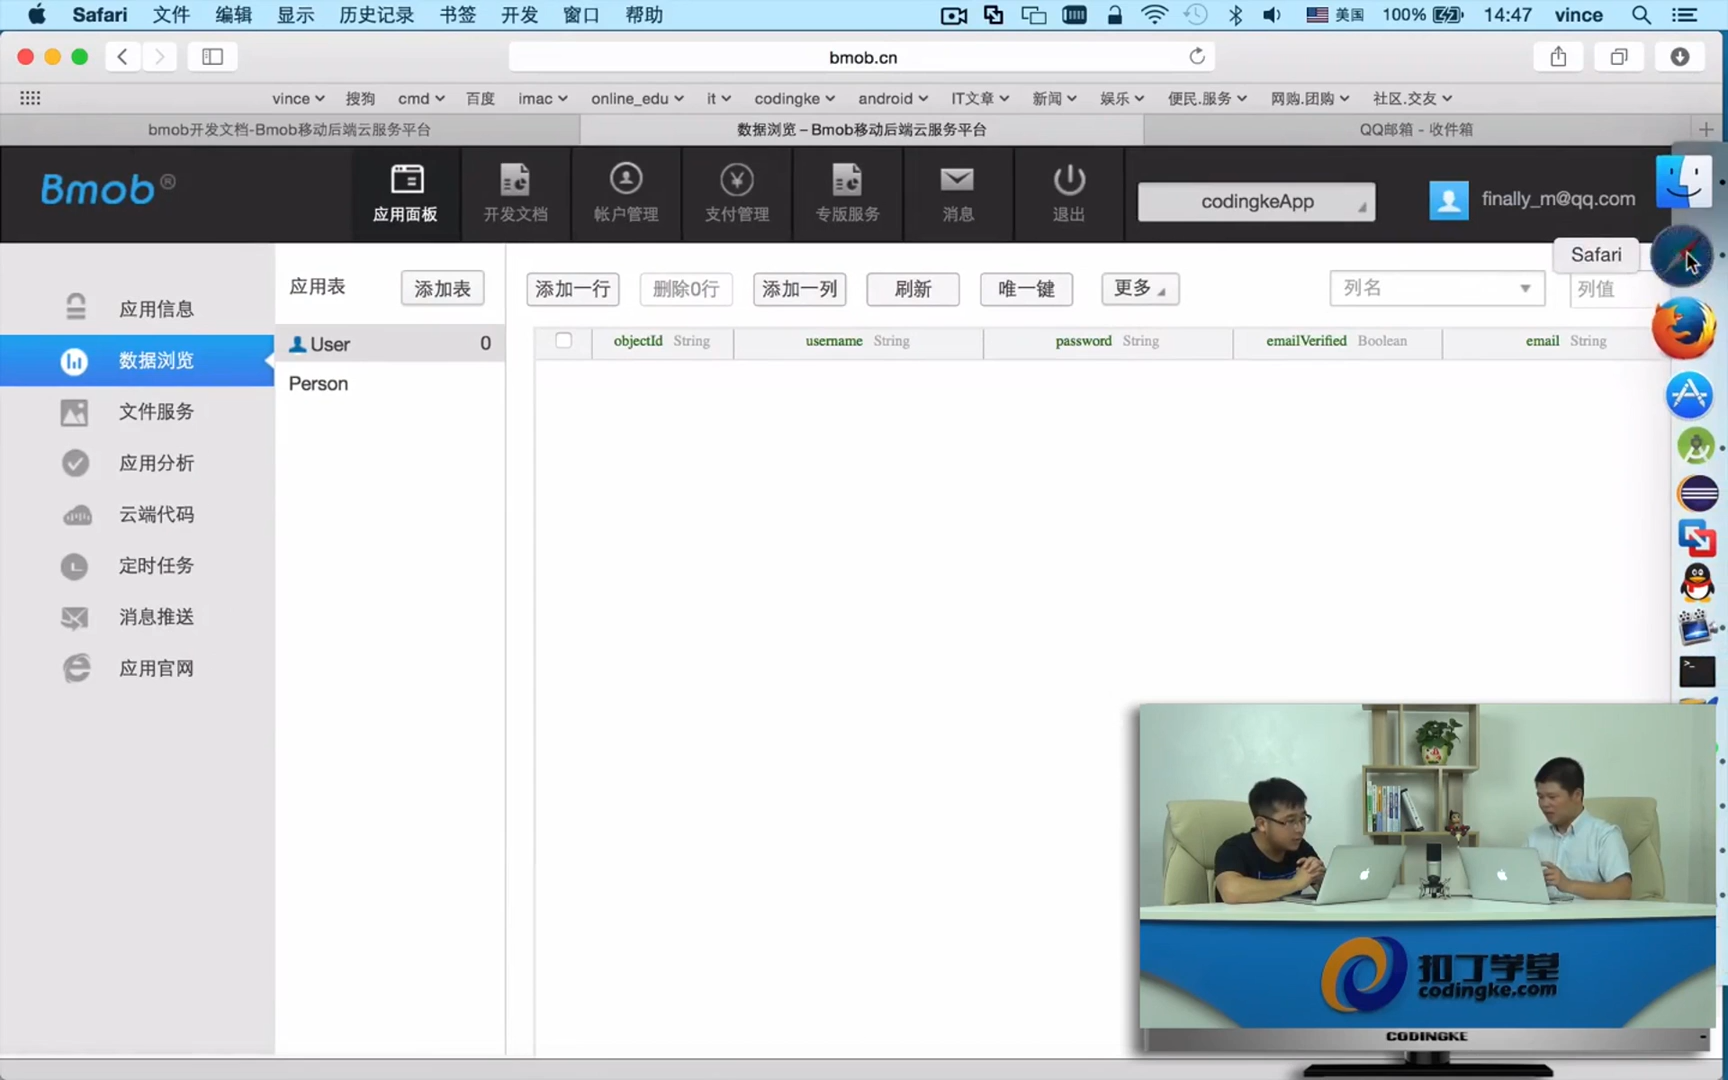 Safari 文件 编辑 显示 历史记录 书签 开发 窗口 帮助 美国 100% 14:47 vince
bmob.cn
vince 搜狗 cmd 百度 imac online_edu it codingke android IT文章 新闻 娱乐 便民.服务 网购.团购 社区.交友
bmob开发文档-Bmob移动后端云服务平台 数据浏览 – Bmob移动后端云服务平台 QQ邮箱 - 收件箱
Bmob®
应用面板 开发文档 帐户管理 支付管理 专版服务 消息 退出 codingkeApp finally_m@qq.com
Safari
应用信息
数据浏览
文件服务
应用分析
云端代码
定时任务
消息推送
应用官网
应用表 添加表
User 0
Person
添加一行 删除0行 添加一列 刷新 唯一键 更多 列名 列值
objectId String username String password String emailVerified Boolean email String
扣丁学堂
codingke.com
CODINGKE